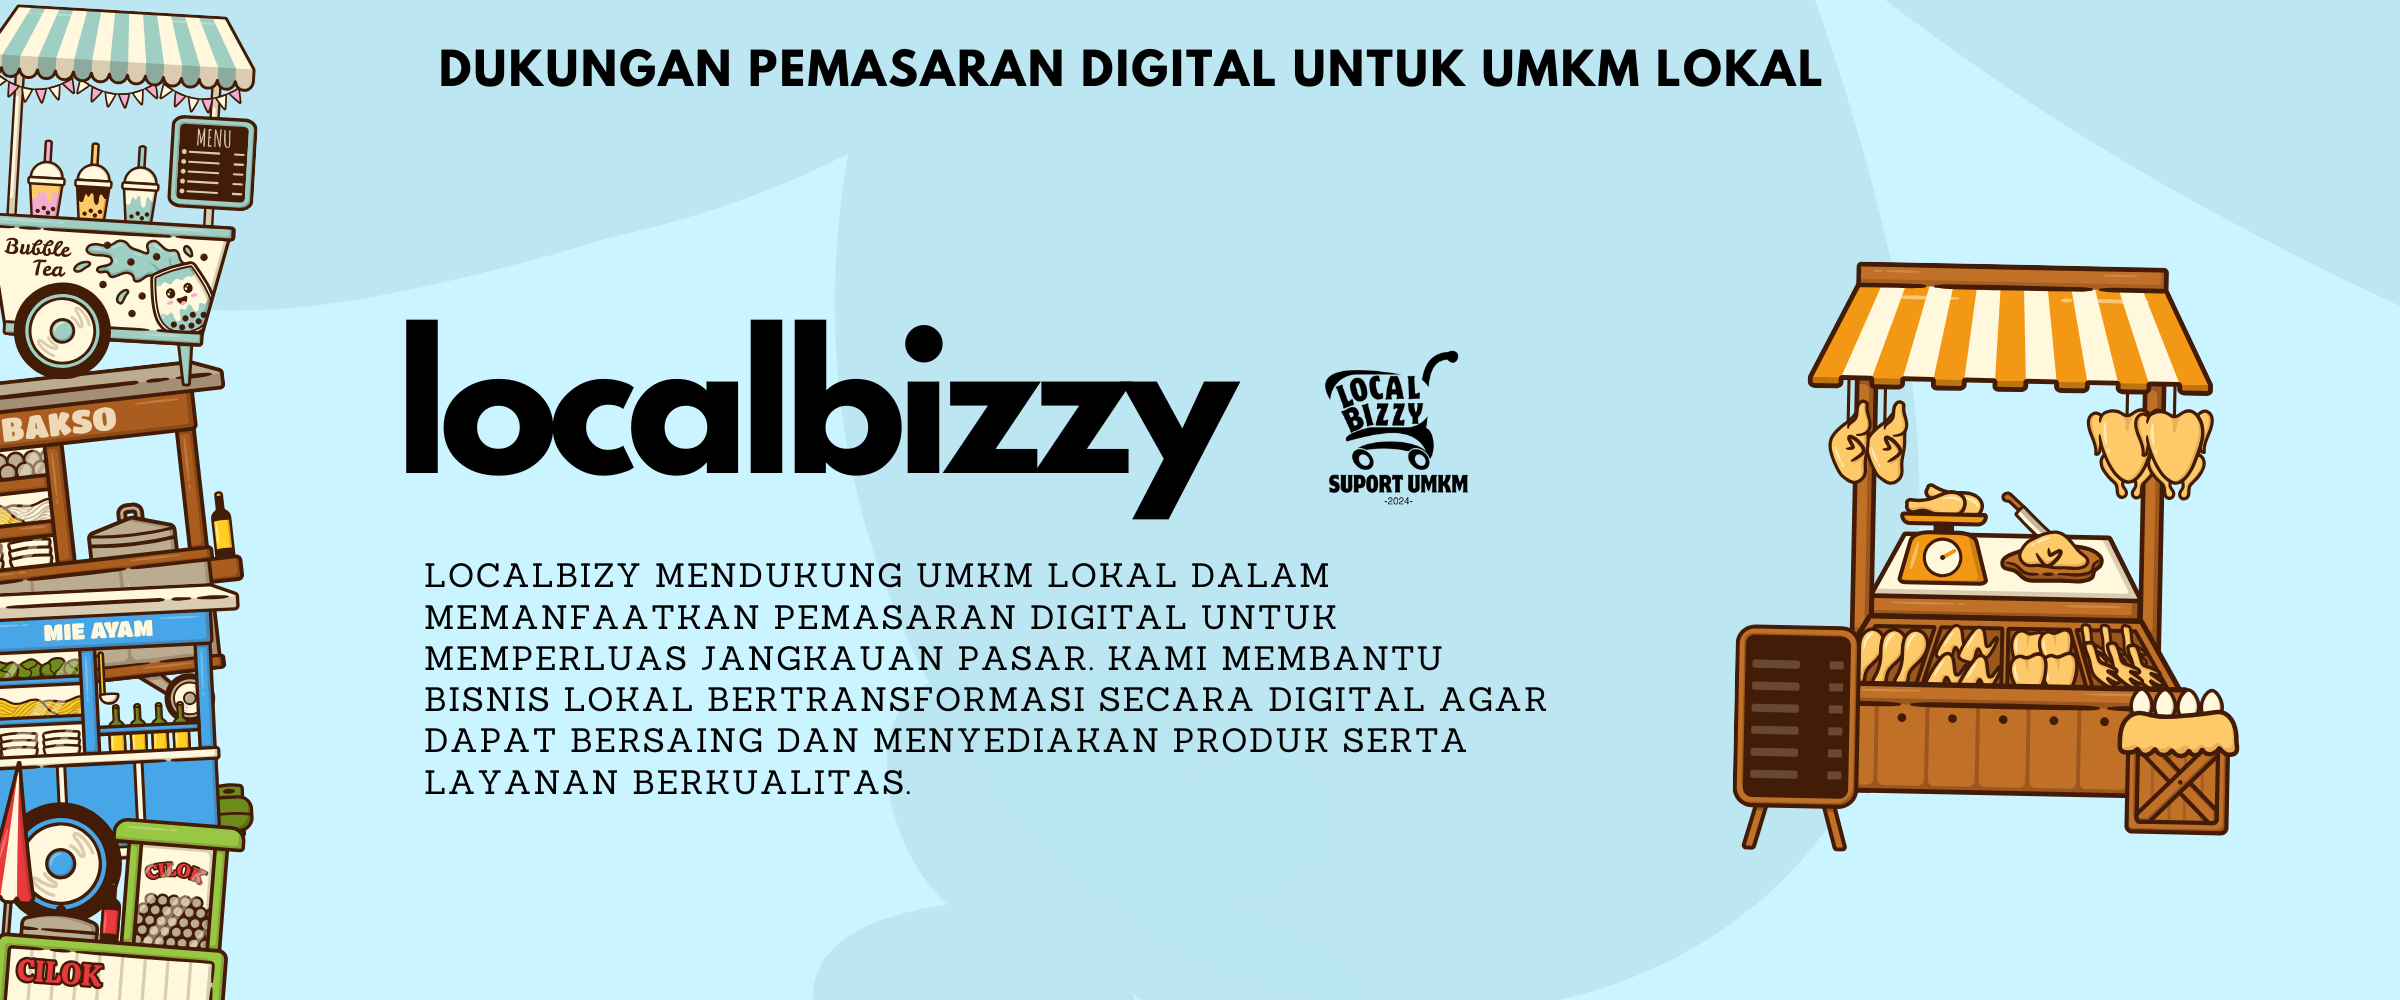 DUKUNGAN PEMASARAN DIGITAL UNTUK UMKM LOKAL
MENU
Bubble
Tea
BAKSO
MIE AYAM
CILOK
CILOK
localbizzy
LOCAL
BIZZY
SUPORT UMKM
-2024-
LOCALBIZY MENDUKUNG UMKM LOKAL DALAM
MEMANFAATKAN PEMASARAN DIGITAL UNTUK
MEMPERLUAS JANGKAUAN PASAR. KAMI MEMBANTU
BISNIS LOKAL BERTRANSFORMASI SECARA DIGITAL AGAR
DAPAT BERSAING DAN MENYEDIAKAN PRODUK SERTA
LAYANAN BERKUALITAS.